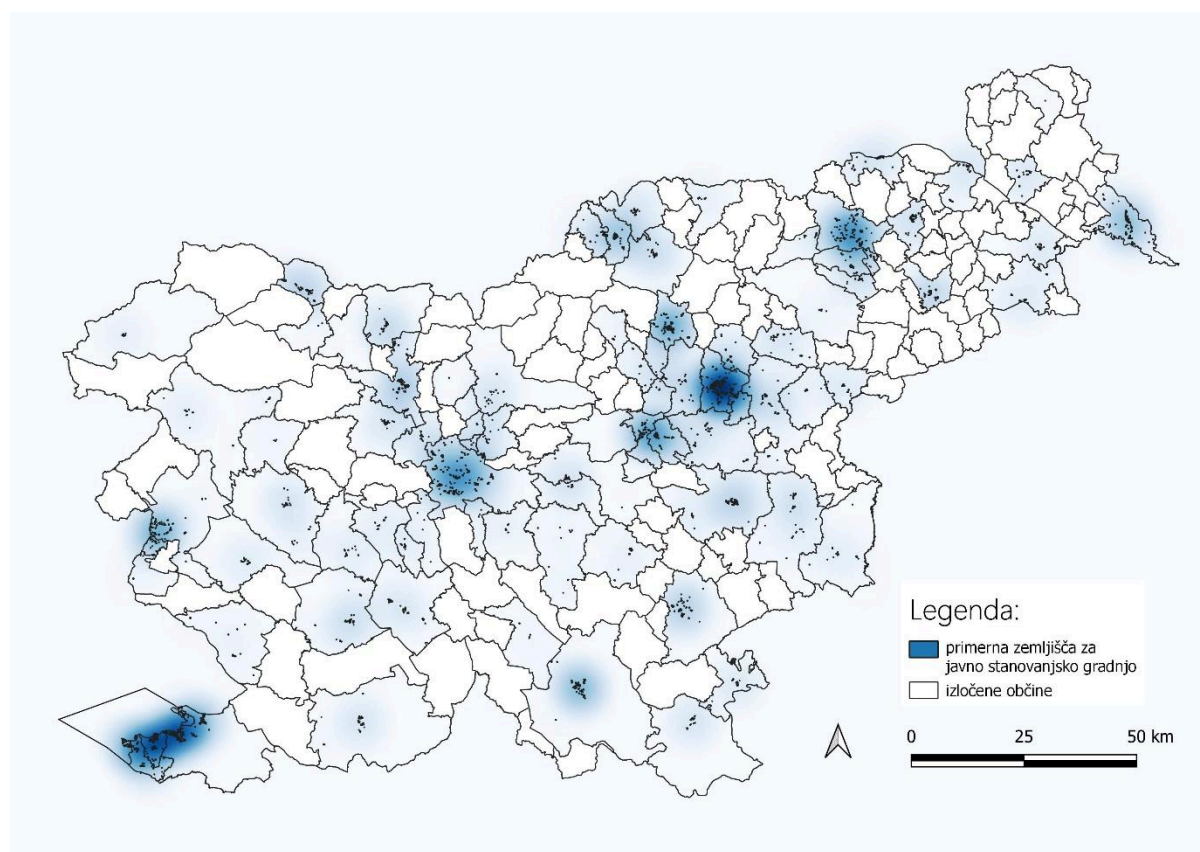 Legenda:
primerna zemljišča za
javno stanovanjsko gradnjo
izločene občine
0 25 50 km